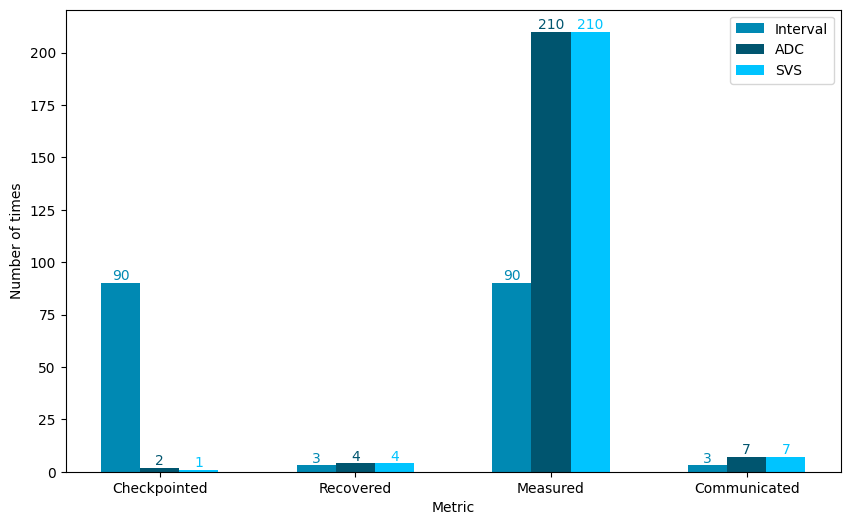 Number of times
200
175
150
125
100
75
50
25
0
90
2
1
3
4
4
90
210
210
3
7
7
Checkpointed
Recovered
Measured
Communicated
Metric
Interval
ADC
SVS